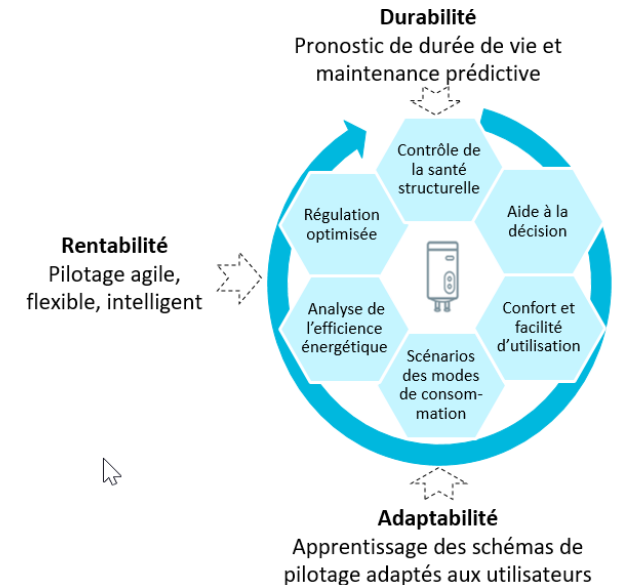 Durabilité
Pronostic de durée de vie et
maintenance prédictive
Contrôle de
la santé
structurelle
Régulation
optimisée
Aide à la
décision
Rentabilité
Pilotage agile,
flexible, intelligent
Analyse de
l'efficience
énergétique
Confort et
facilité
d'utilisation
Scénarios
des modes
de consom-
mation
Adaptabilité
Apprentissage des schémas de
pilotage adaptés aux utilisateurs